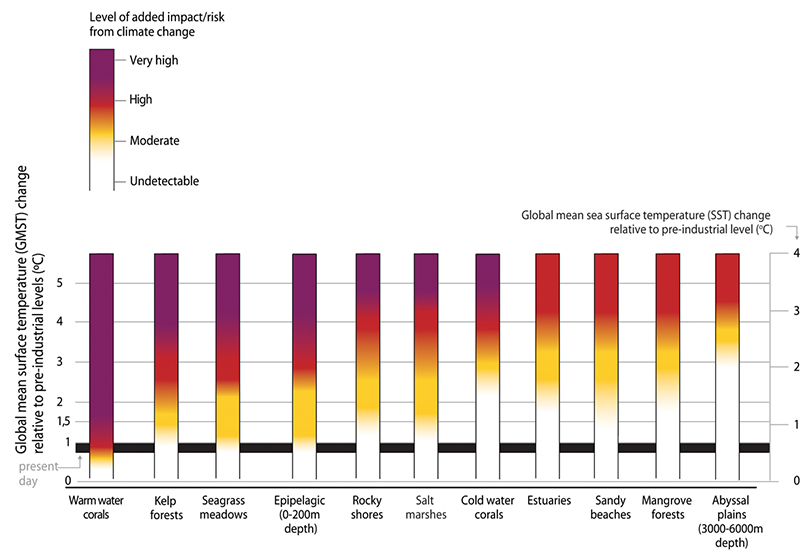 Level of added impact/risk
from climate change
Very high
High
Moderate
Undetectable
Global mean surface temperature (GMST) change
relative to pre-industrial levels (ºC)
Global mean sea surface temperature (SST) change
relative to pre-industrial level (ºC)
5
4
3
2
1,5
1
0
present
day
4
3
2
1
0
Warm water
corals
Kelp
forests
Seagrass
meadows
Epipelagic
(0-200m
depth)
Rocky
shores
Salt
marshes
Cold water
corals
Estuaries
Sandy
beaches
Mangrove
forests
Abyssal
plains
(3000-6000m
depth)